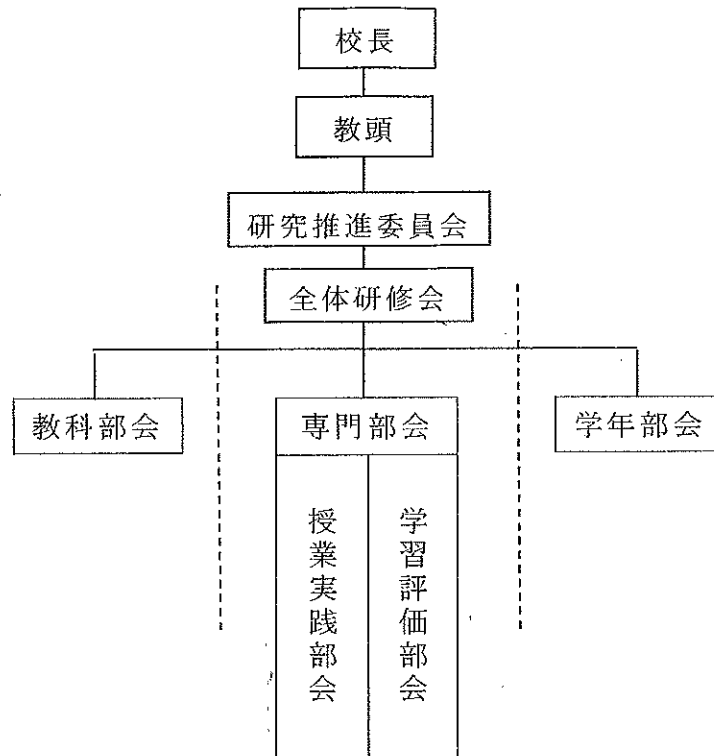 校長
教頭
研究推進委員会
全体研修会
教科部会
専門部会
学年部会
授業実践部会
学習評価部会